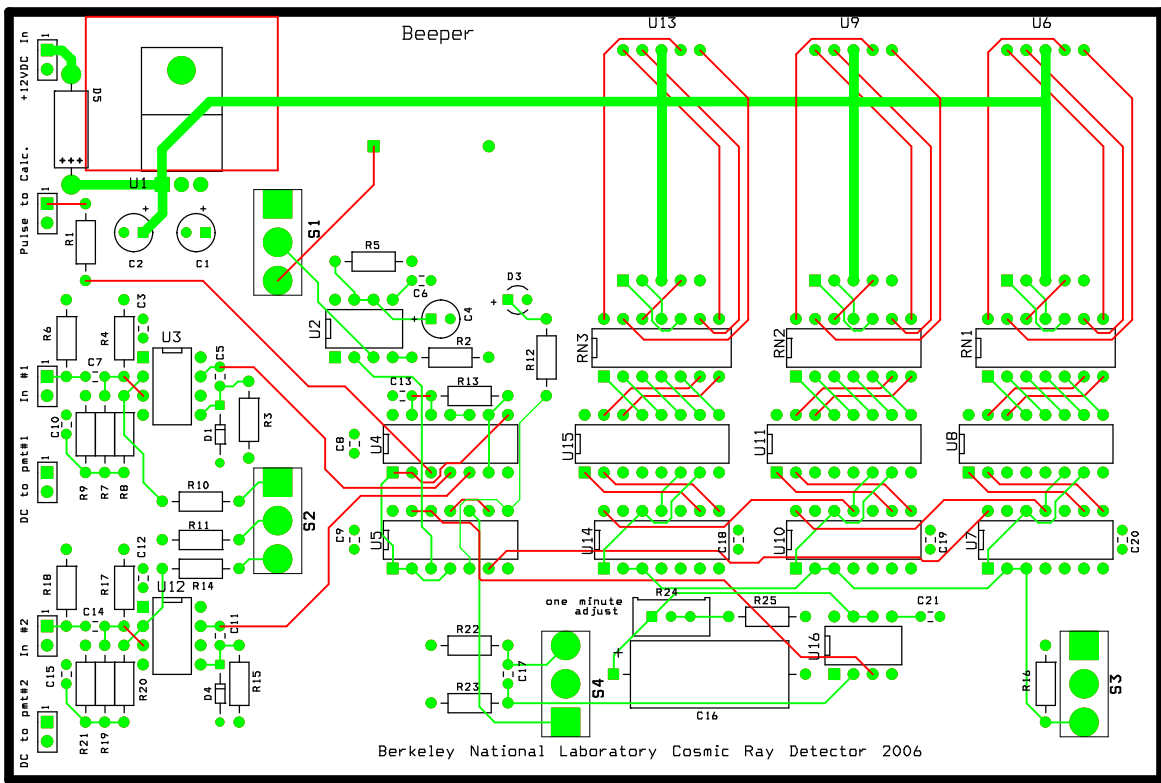 U13
U9
U6
Beeper
+12VDC In
1
D5
+++
U1
Pulse to Calc.
1
R1
+
C2
+
C1
S1
R5
C6
D3
+
U2
+
C4
R2
R12
RN3
RN2
RN1
C3
R6
R4
U3
In #1
1
C7
C5
C13
R13
C10
D1
R3
C8
U4
U15
U11
U8
DC to pmt#1
1
R9
R7
R8
R10
S2
R11
C9
U5
U14
C18
U10
C19
U7
C20
C12
R14
R18
R17
U12
one minute
adjust
R24
R25
C21
In #2
1
C14
C11
R22
U16
+
C15
R20
D4
R15
C17
S4
R16
S3
R23
C16
DC to pmt#2
1
R21
R19
Berkeley National Laboratory Cosmic Ray Detector 2006